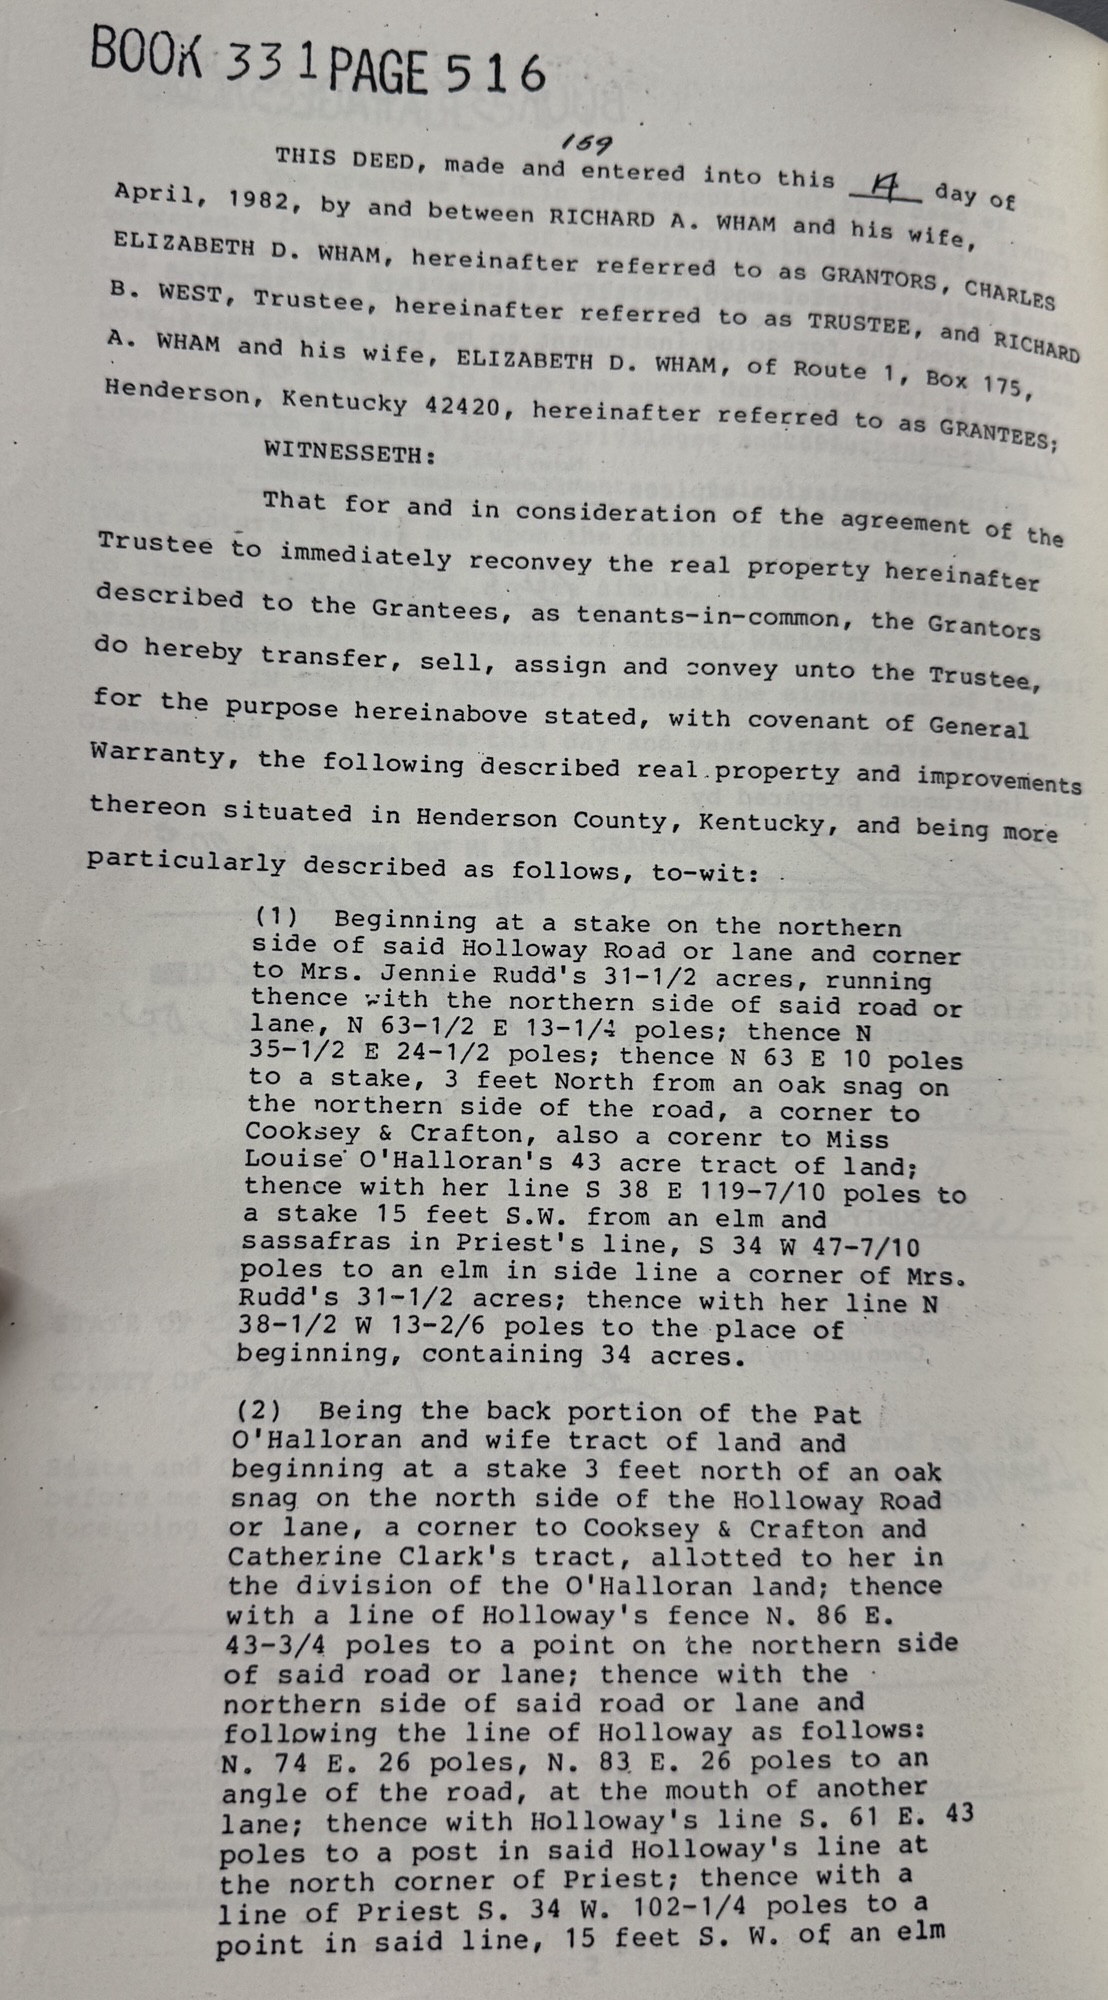 BOOK 331 PAGE 516
159
THIS DEED, made and entered into this 4 day of
April, 1982, by and between RICHARD A. WHAM and his wife,
ELIZABETH D. WHAM, hereinafter referred to as GRANTORS, CHARLES
B. WEST, Trustee, hereinafter referred to as TRUSTEE, and RICHARD
A. WHAM and his wife, ELIZABETH D. WHAM, of Route 1, Box 175,
Henderson, Kentucky 42420, hereinafter referred to as GRANTEES;
WITNESSETH:
That for and in consideration of the agreement of the
Trustee to immediately reconvey the real property hereinafter
described to the Grantees, as tenants-in-common, the Grantors
do hereby transfer, sell, assign and convey unto the Trustee,
for the purpose hereinabove stated, with covenant of General
Warranty, the following described real property and improvements
thereon situated in Henderson County, Kentucky, and being more
particularly described as follows, to-wit:
(1) Beginning at a stake on the northern
side of said Holloway Road or lane and corner
to Mrs. Jennie Rudd's 31-1/2 acres, running
thence with the northern side of said road or
lane, N 63-1/2 E 13-1/4 poles; thence N
35-1/2 E 24-1/2 poles; thence N 63 E 10 poles
to a stake, 3 feet North from an oak snag on
the northern side of the road, a corner to
Cooksey & Crafton, also a corenr to Miss
Louise O'Halloran's 43 acre tract of land;
thence with her line S 38 E 119-7/10 poles to
a stake 15 feet S.W. from an elm and
sassafras in Priest's line, S 34 W 47-7/10
poles to an elm in side line a corner of Mrs.
Rudd's 31-1/2 acres; thence with her line N
38-1/2 W 13-2/6 poles to the place of
beginning, containing 34 acres.
(2) Being the back portion of the Pat
O'Halloran and wife tract of land and
beginning at a stake 3 feet north of an oak
snag on the north side of the Holloway Road
or lane, a corner to Cooksey & Crafton and
Catherine Clark's tract, allotted to her in
the division of the O'Halloran land; thence
with a line of Holloway's fence N. 86 E.
43-3/4 poles to a point on the northern side
of said road or lane; thence with the
northern side of said road or lane and
following the line of Holloway as follows:
N. 74 E. 26 poles, N. 83 E. 26 poles to an
angle of the road, at the mouth of another
lane; thence with Holloway's line S. 61 E. 43
poles to a post in said Holloway's line at
the north corner of Priest; thence with a
line of Priest S. 34 W. 102-1/4 poles to a
point in said line, 15 feet S. W. of an elm